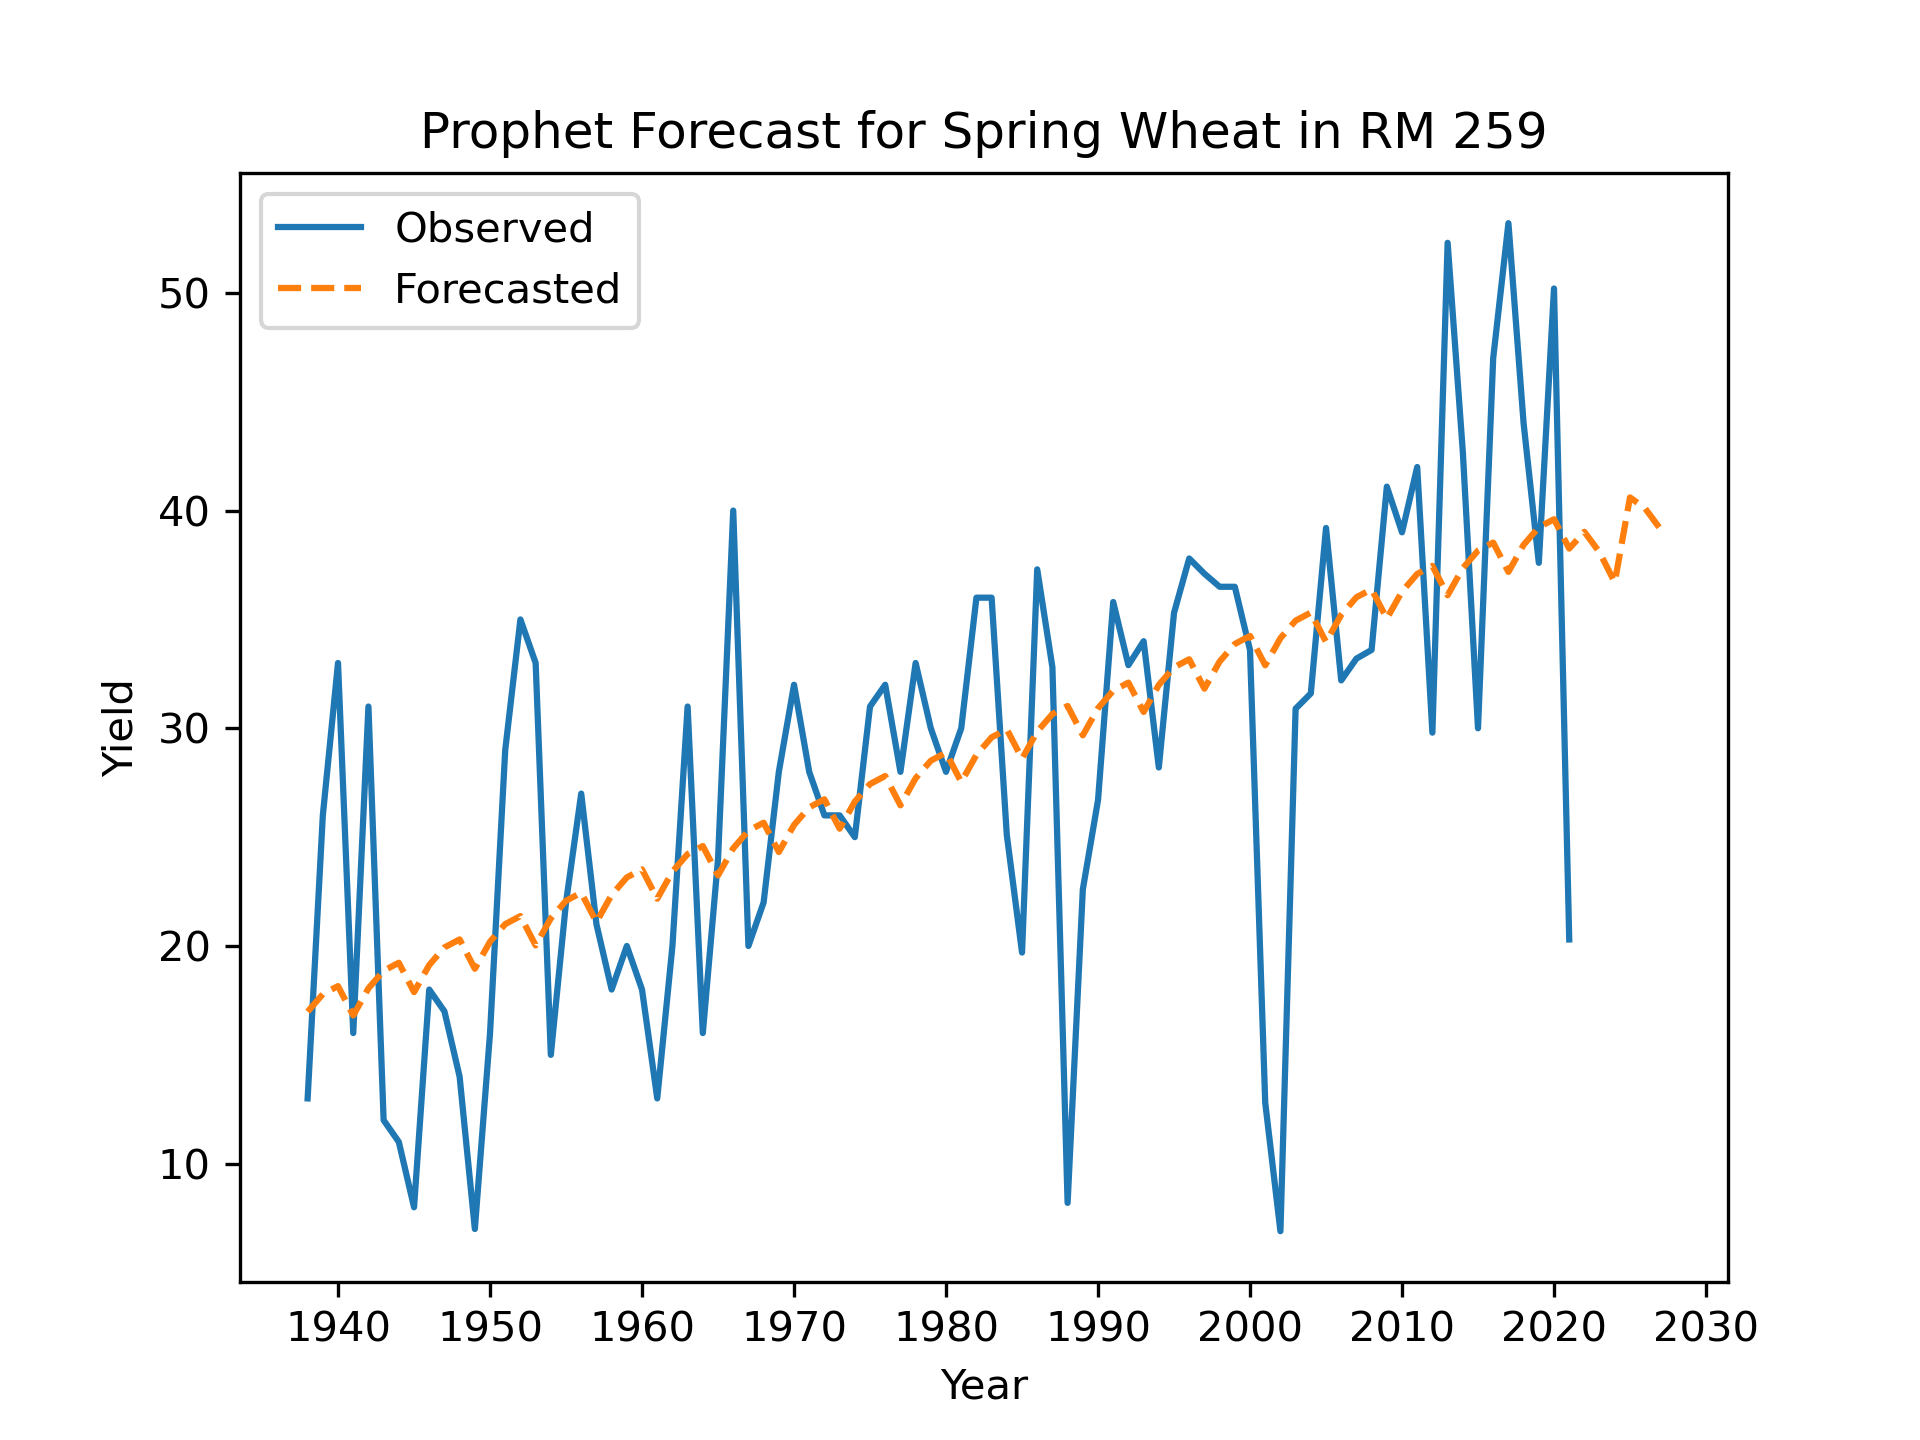 Prophet Forecast for Spring Wheat in RM 259
Observed
Forecasted
50
40
30
20
10
Yield
1940 1950 1960 1970 1980 1990 2000 2010 2020 2030
Year